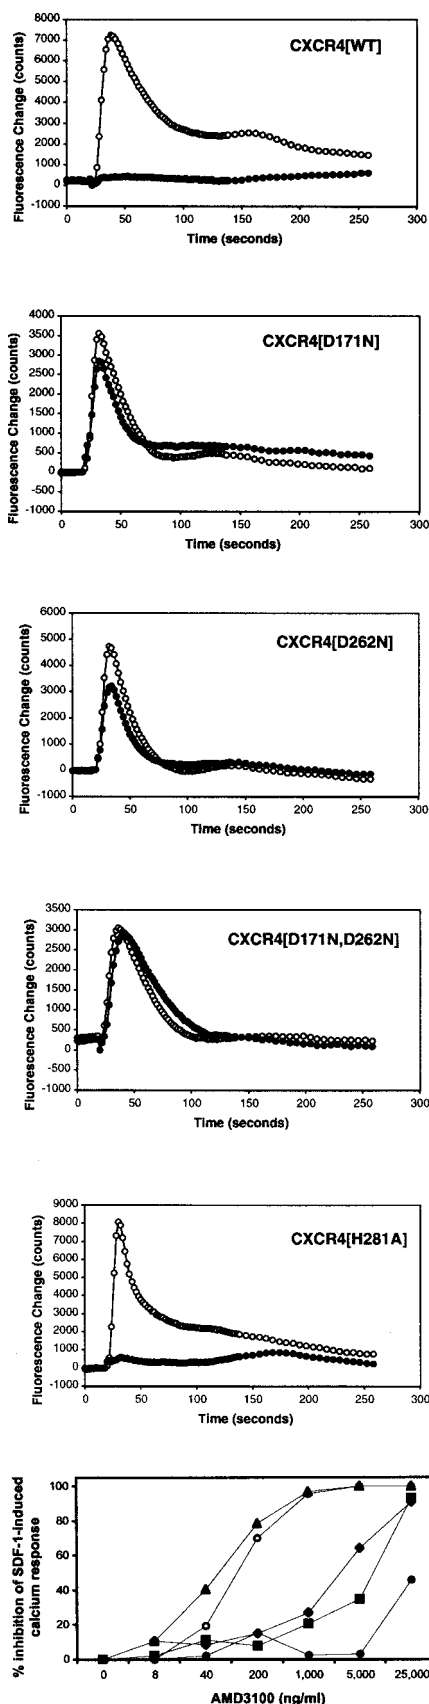 8000
7000
6000
5000
4000
3000
2000
1000
0
-1000
Fluorescence Change (counts)
CXCR4[WT]
0 50 100 150 200 250 300
Time (seconds)
4000
3500
3000
2500
2000
1500
1000
500
0
-500
-1000
Fluorescence Change (counts)
CXCR4[D171N]
0 50 100 150 200 250 300
Time (seconds)
6000
5000
4000
3000
2000
1000
0
-1000
Fluorescence Change (counts)
CXCR4[D262N]
0 50 100 150 200 250 300
Time (seconds)
3500
3000
2500
2000
1500
1000
500
0
-500
-1000
Fluorescence Change (counts)
CXCR4[D171N,D262N]
0 50 100 150 200 250 300
Time (seconds)
9000
8000
7000
6000
5000
4000
3000
2000
1000
0
-1000
Fluorescence Change (counts)
CXCR4[H281A]
0 50 100 150 200 250 300
Time (seconds)
100
80
60
40
20
0
% inhibition of SDF-1-induced
calcium response
0 8 40 200 1,000 5,000 25,000
AMD3100 (ng/ml)